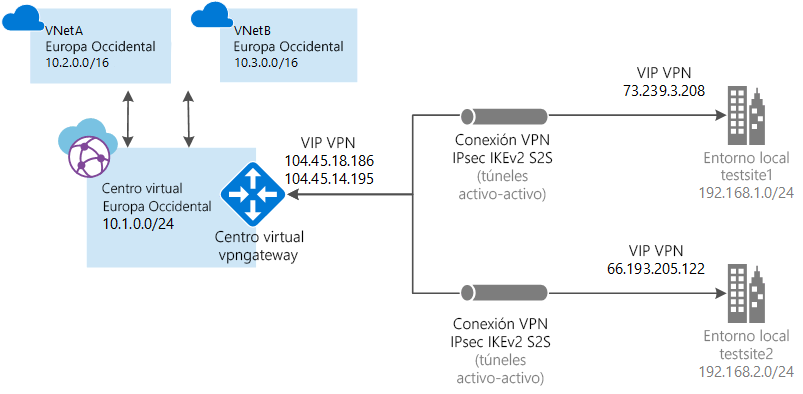 VNetA
Europa Occidental
10.2.0.0/16
VNetB
Europa Occidental
10.3.0.0/16
VIP VPN
104.45.18.186
104.45.14.195
Centro virtual
Europa Occidental
10.1.0.0/24
Centro virtual
vpngateway
Conexión VPN
IPsec IKEv2 S2S
(túneles
activo-activo)
VIP VPN
73.239.3.208
Entorno local
testsite1
192.168.1.0/24
Conexión VPN
IPsec IKEv2 S2S
(túneles
activo-activo)
VIP VPN
66.193.205.122
Entorno local
testsite2
192.168.2.0/24